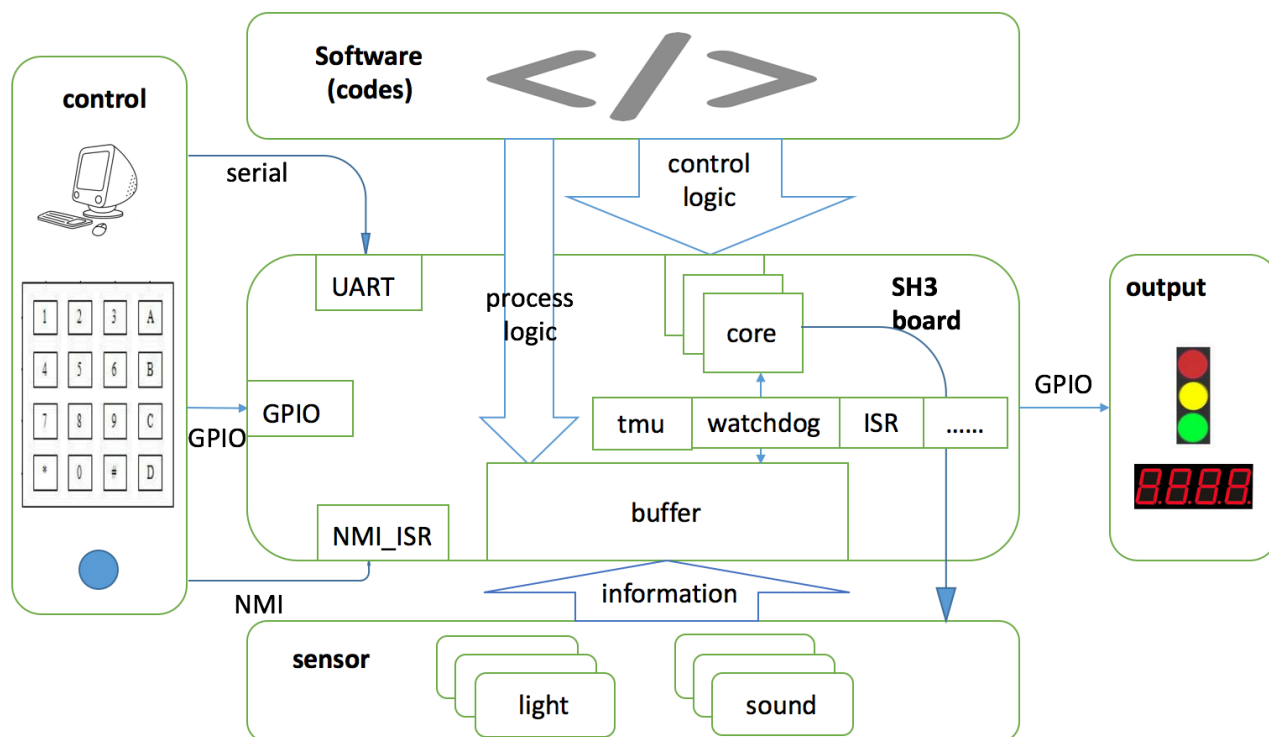 Software
(codes)
</>
control
serial
control
logic
UART
process
logic
core
SH3
board
output
1 2 3 A
4 5 6 B
7 8 9 C
* 0 # D
GPIO
GPIO
GPIO
tmu
watchdog
ISR
......
8.8.8.8
buffer
NMI_ISR
NMI
information
sensor
light
sound